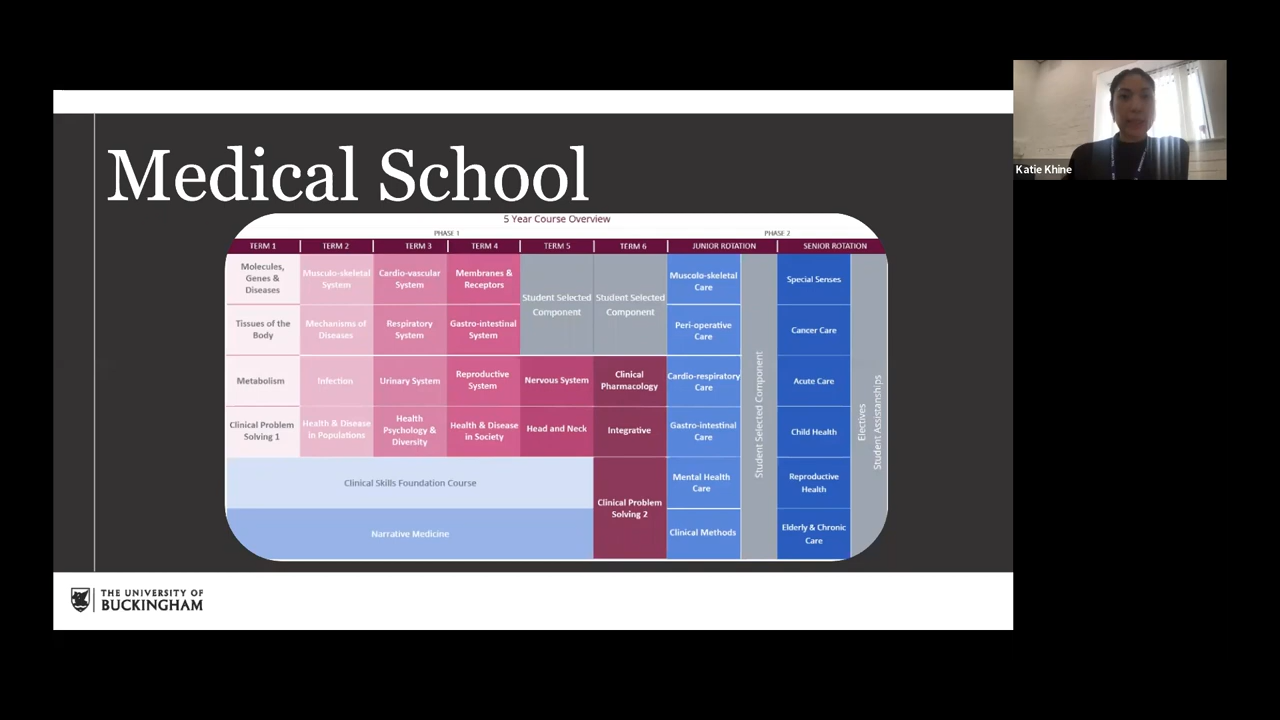 Medical School
5 Year Course Overview
PHASE 1
PHASE 2
TERM 1
TERM 2
TERM 3
TERM 4
TERM 5
TERM 6
JUNIOR ROTATION
SENIOR ROTATION
Molecules,
Genes &
Diseases
Musculo-skeletal
System
Cardio-vascular
System
Membranes &
Receptors
Student Selected
Component
Student Selected
Component
Musculo-skeletal
Care
Special Senses
Tissues of the
Body
Mechanisms of
Diseases
Respiratory
System
Gastro-intestinal
System
Peri-operative
Care
Cancer Care
Metabolism
Infection
Urinary System
Reproductive
System
Nervous System
Clinical
Pharmacology
Cardio-respiratory
Care
Acute Care
Clinical Problem
Solving 1
Health & Disease
in Populations
Health
Psychology &
Diversity
Health & Disease
in Society
Head and Neck
Integrative
Gastro-intestinal
Care
Child Health
Clinical Skills Foundation Course
Clinical Problem
Solving 2
Mental Health
Care
Reproductive
Health
Narrative Medicine
Clinical Methods
Elderly & Chronic
Care
Student Selected Component
Electives
Student Assistanships
THE UNIVERSITY OF
BUCKINGHAM
Katie Khine